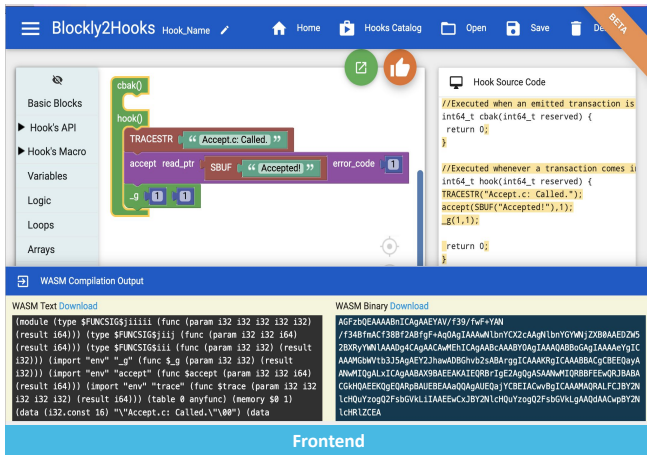 Blockly2Hooks Hook_Name Home Hooks Catalog Open Save De
BETA
Basic Blocks
Hook's API
Hook's Macro
Variables
Logic
Loops
Arrays
cbak()
hook()
TRACESTR “ Accept.c: Called. ”
accept read_ptr SBUF “ Accepted! ” error_code 1
_g 1 1
Hook Source Code
//Executed when an emitted transaction is
int64_t cbak(int64_t reserved) {
return 0;
}
//Executed whenever a transaction comes i
int64_t hook(int64_t reserved) {
TRACESTR("Accept.c: Called.");
accept(SBUF("Accepted!"),1);
_g(1,1);
return 0;
}
WASM Compilation Output
WASM Text Download
(module (type $FUNCSIG$jiiiii (func (param i32 i32 i32 i32 i32)
(result i64))) (type $FUNCSIG$jiij (func (param i32 i32 i64)
(result i64))) (type $FUNCSIG$iii (func (param i32 i32) (result
i32))) (import "env" "_g" (func $_g (param i32 i32) (result
i32))) (import "env" "accept" (func $accept (param i32 i32 i64)
(result i64))) (import "env" "trace" (func $trace (param i32 i32
i32 i32 i32) (result i64))) (table 0 anyfunc) (memory $0 1)
(data (i32.const 16) "\"Accept.c: Called.\"\00") (data
WASM Binary Download
Frontend